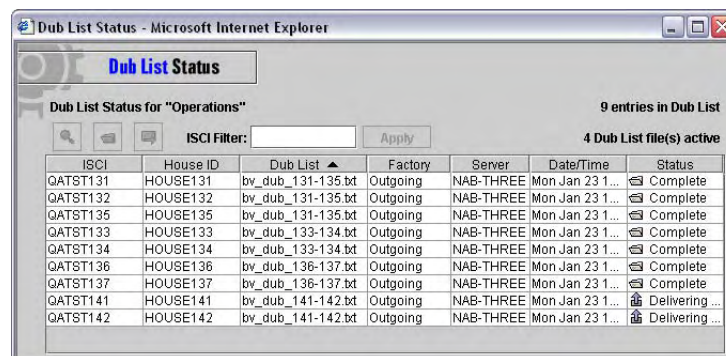 Dub List Status - Microsoft Internet Explorer
Dub List Status
Dub List Status for "Operations" 9 entries in Dub List
ISCI Filter: Apply 4 Dub List file(s) active
ISCI House ID Dub List Factory Server Date/Time Status
QATST131 HOUSE131 bv_dub_131-135.txt Outgoing NAB-THREE Mon Jan 23 1... Complete
QATST132 HOUSE132 bv_dub_131-135.txt Outgoing NAB-THREE Mon Jan 23 1... Complete
QATST135 HOUSE135 bv_dub_131-135.txt Outgoing NAB-THREE Mon Jan 23 1... Complete
QATST133 HOUSE133 bv_dub_133-134.txt Outgoing NAB-THREE Mon Jan 23 1... Complete
QATST134 HOUSE134 bv_dub_133-134.txt Outgoing NAB-THREE Mon Jan 23 1... Complete
QATST136 HOUSE136 bv_dub_136-137.txt Outgoing NAB-THREE Mon Jan 23 1... Complete
QATST137 HOUSE137 bv_dub_136-137.txt Outgoing NAB-THREE Mon Jan 23 1... Complete
QATST141 HOUSE141 bv_dub_141-142.txt Outgoing NAB-THREE Mon Jan 23 1... Delivering ...
QATST142 HOUSE142 bv_dub_141-142.txt Outgoing NAB-THREE Mon Jan 23 1... Delivering ...